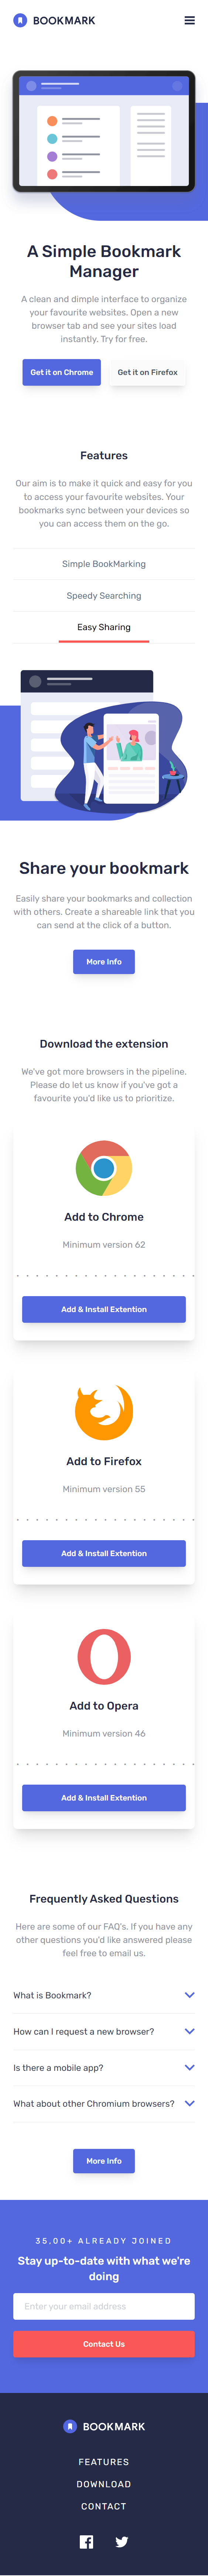 BOOKMARK
A Simple Bookmark
Manager
A clean and dimple interface to organize
your favourite websites. Open a new
browser tab and see your sites load
instantly. Try for free.
Get it on Chrome
Get it on Firefox
Features
Our aim is to make it quick and easy for you
to access your favourite websites. Your
bookmarks sync between your devices so
you can access them on the go.
Simple BookMarking
Speedy Searching
Easy Sharing
Share your bookmark
Easily share your bookmarks and collection
with others. Create a shareable link that you
can send at the click of a button.
More Info
Download the extension
We've got more browsers in the pipeline.
Please do let us know if you've got a
favourite you'd like us to prioritize.
Add to Chrome
Minimum version 62
Add & Install Extention
Add to Firefox
Minimum version 55
Add & Install Extention
Add to Opera
Minimum version 46
Add & Install Extention
Frequently Asked Questions
Here are some of our FAQ's. If you have any
other questions you'd like answered please
feel free to email us.
What is Bookmark?
How can I request a new browser?
Is there a mobile app?
What about other Chromium browsers?
More Info
35,00+ ALREADY JOINED
Stay up-to-date with what we're
doing
Enter your email address
Contact Us
BOOKMARK
FEATURES
DOWNLOAD
CONTACT